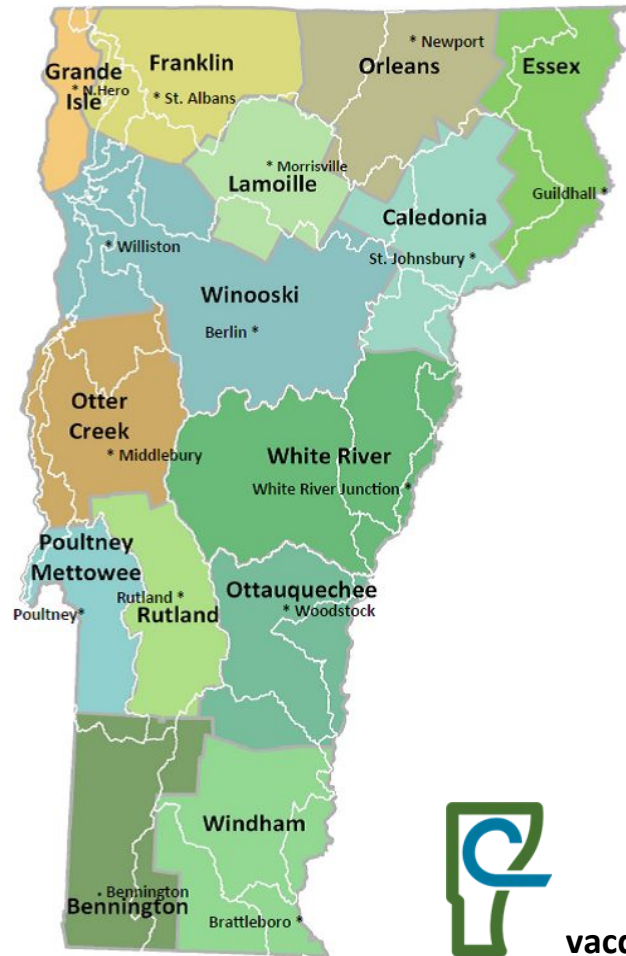 * Newport
Grande
Isle
* N.Hero
Franklin
* St. Albans
Orleans
Essex
* Morrisville
Lamoille
Guildhall *
Caledonia
St. Johnsbury *
* Williston
Winooski
Berlin *
Otter
Creek
* Middlebury
White River
White River Junction *
Poultney
Mettowee
Poultney*
Rutland *
Rutland
Ottauquechee
* Woodstock
Windham
Bennington
Bennington
Brattleboro *
vacc